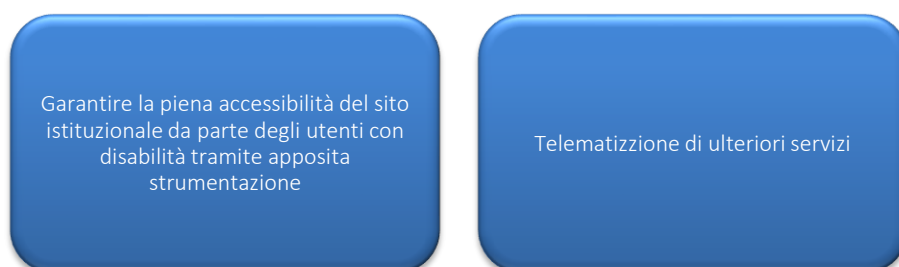 Garantire la piena accessibilità del sito
istituzionale da parte degli utenti con
disabilità tramite apposita
strumentazione
Telematizzione di ulteriori servizi